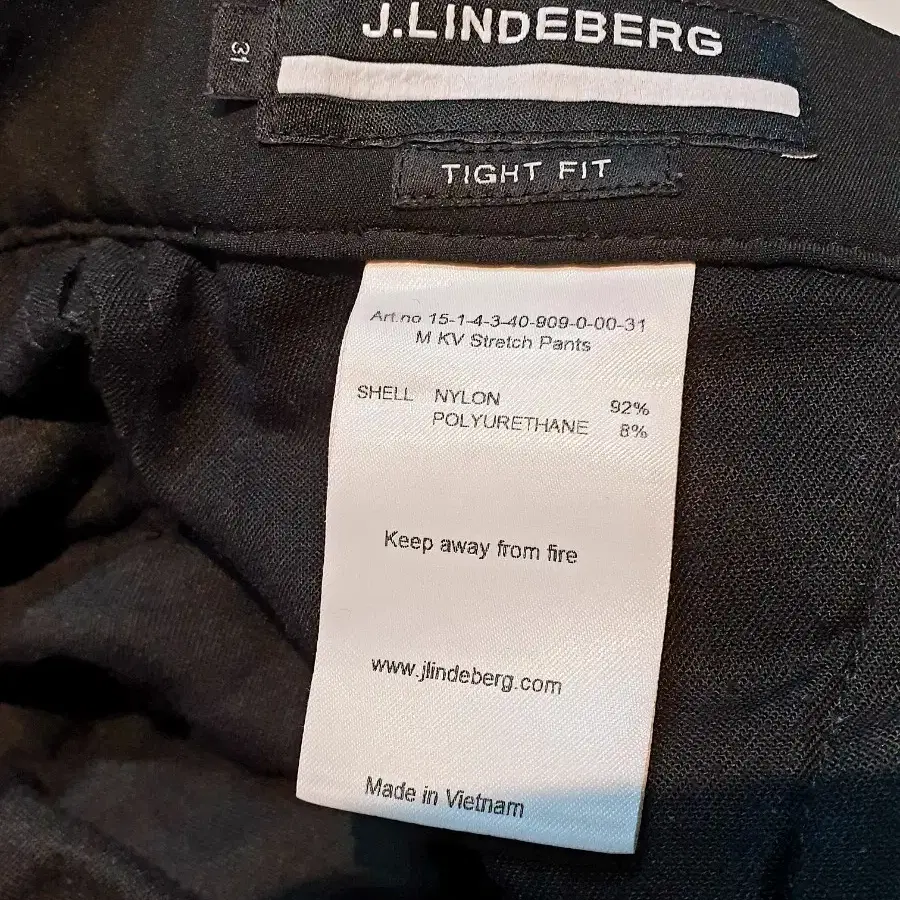 J.LINDEBERG
31
TIGHT FIT
Art.no 15-1-4-3-40-909-0-00-31
M KV Stretch Pants
SHELL NYLON 92%
POLYURETHANE 8%
Keep away from fire
www.jlindeberg.com
Made in Vietnam